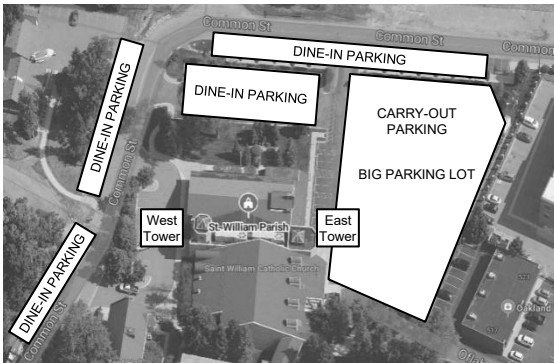 Common St
Common St
Common
DINE-IN PARKING
DINE-IN PARKING
DINE-IN PARKING
CARRY-OUT
PARKING
BIG PARKING LOT
Common St
West
Tower
St. William Parish
East
Tower
Saint William Catholic Church
DINE-IN PARKING
Common St
Oakland